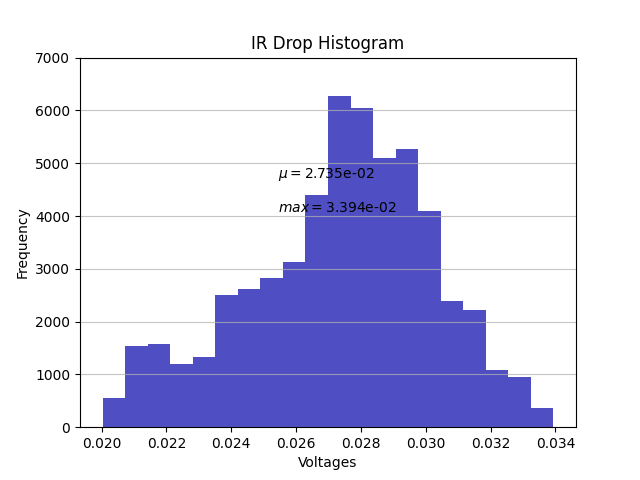 IR Drop Histogram
7000
6000
5000
4000
3000
2000
1000
0
Frequency
μ = 2.735e-02
max = 3.394e-02
0.020 0.022 0.024 0.026 0.028 0.030 0.032 0.034
Voltages